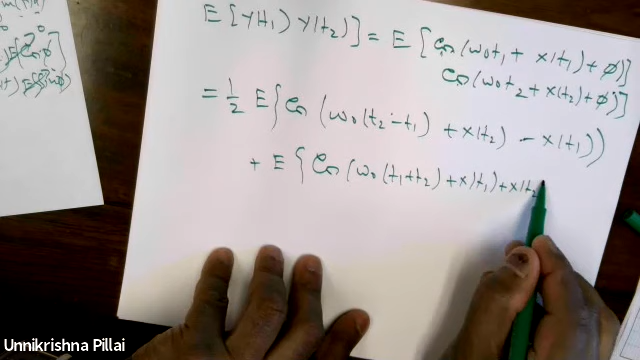 E{Y(t₁) Y(t₂)} = E{Cos(ω₀t₁ + X(t₁) + φ)
Cos(ω₀t₂ + X(t₂) + φ)}
= 1/2 E{Cos(ω₀(t₂ - t₁) + X(t₂) - X(t₁))}
+ E{Cos(ω₀(t₁+t₂) + X(t₁) + X(t₂
Unnikrishna Pillai